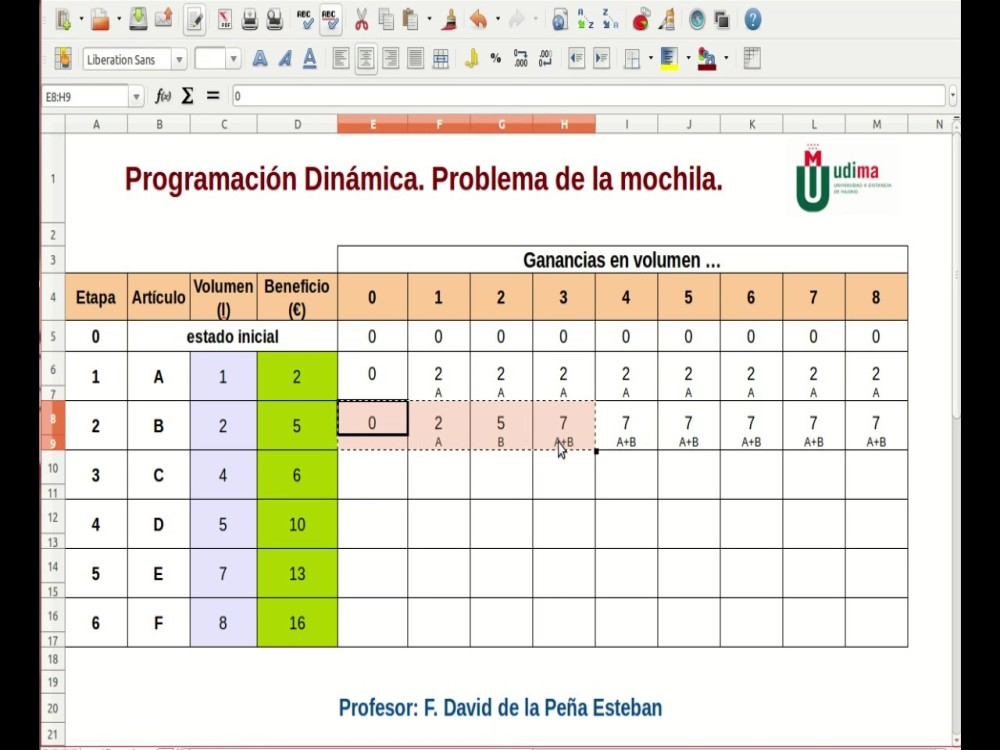 ABC ABC
Liberation Sans
E8:H9 f(x) Σ = 0
A B C D E F G H I J K L M N
1 Programación Dinámica. Problema de la mochila.
udima
UNIVERSIDAD A DISTANCIA
DE MADRID
2
3 Ganancias en volumen ...
4 Etapa Artículo Volumen (l) Beneficio (€) 0 1 2 3 4 5 6 7 8
5 0 estado inicial 0 0 0 0 0 0 0 0 0
6 1 A 1 2 0 2 2 2 2 2 2 2 2
7 A A A A A A A A
8 2 B 2 5 0 2 5 7 7 7 7 7 7
9 A B A+B A+B A+B A+B A+B A+B
10 3 C 4 6
11
12 4 D 5 10
13
14 5 E 7 13
15
16 6 F 8 16
17
18
19
20 Profesor: F. David de la Peña Esteban
21